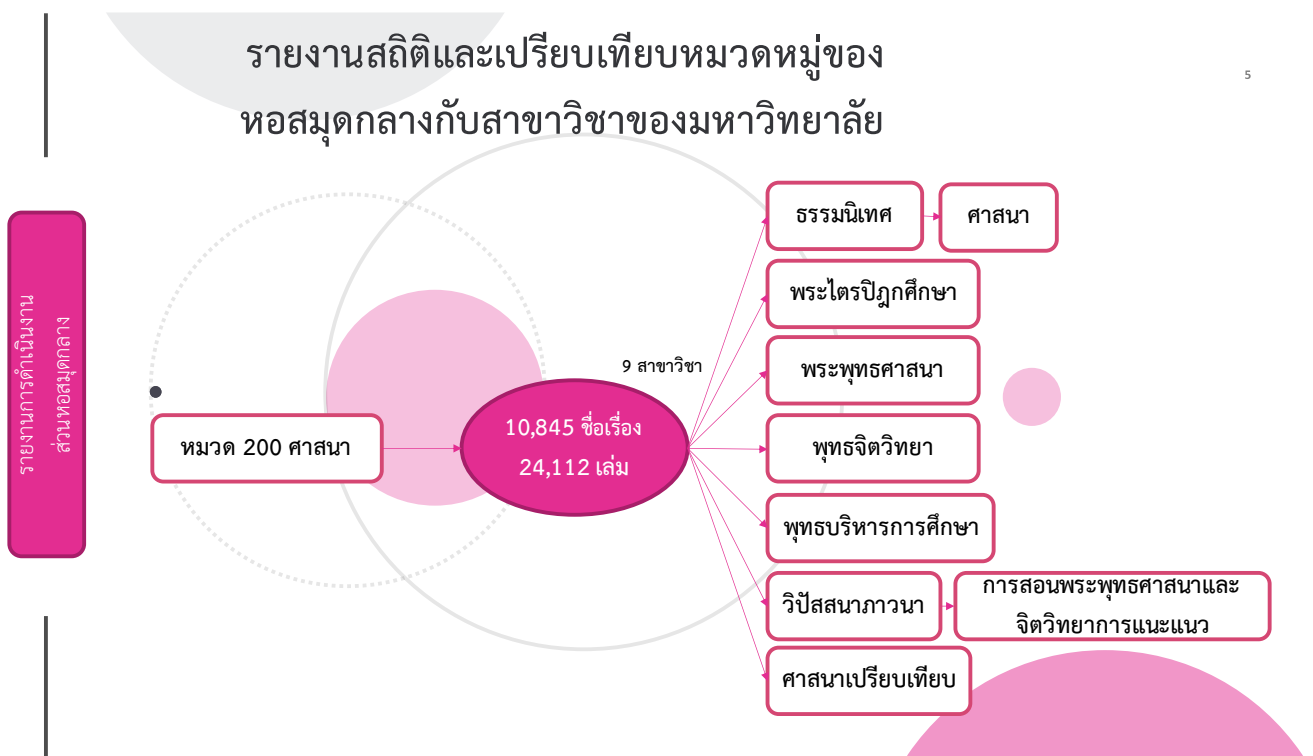 รายงานสถิติและเปรียบเทียบหมวดหมู่ของ
หอสมุดกลางกับสาขาวิชาของมหาวิทยาลัย
5
รายงานการดำเนินงาน
ส่วนหอสมุดกลาง
หมวด 200 ศาสนา
10,845 ชื่อเรื่อง
24,112 เล่ม
9 สาขาวิชา
ธรรมนิเทศ
ศาสนา
พระไตรปิฎกศึกษา
พระพุทธศาสนา
พุทธจิตวิทยา
พุทธบริหารการศึกษา
วิปัสสนาภาวนา
การสอนพระพุทธศาสนาและ
จิตวิทยาการแนะแนว
ศาสนาเปรียบเทียบ